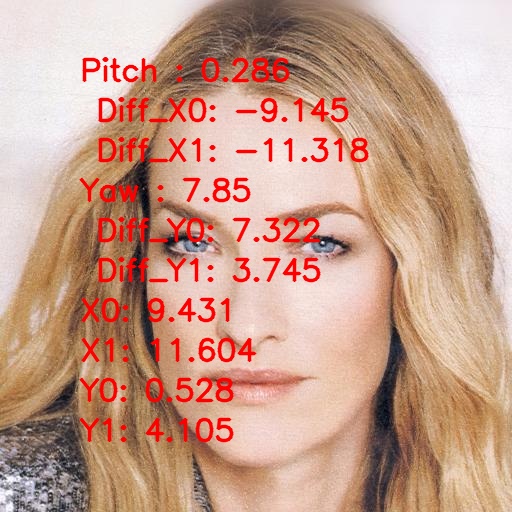 Pitch : 0.286
Diff_X0: -9.145
Diff_X1: -11.318
Yaw : 7.85
Diff_Y0: 7.322
Diff_Y1: 3.745
X0: 9.431
X1: 11.604
Y0: 0.528
Y1: 4.105